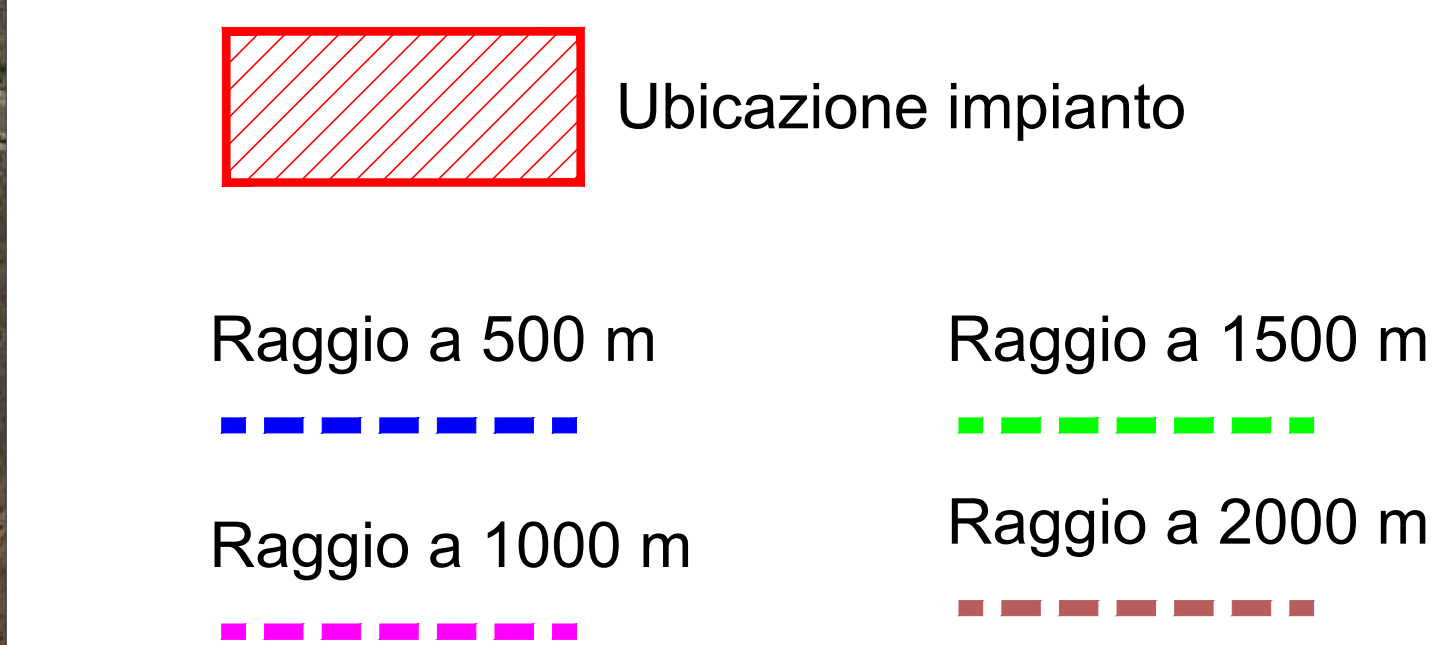 Ubicazione impianto
Raggio a 500 m
Raggio a 1500 m
Raggio a 1000 m
Raggio a 2000 m